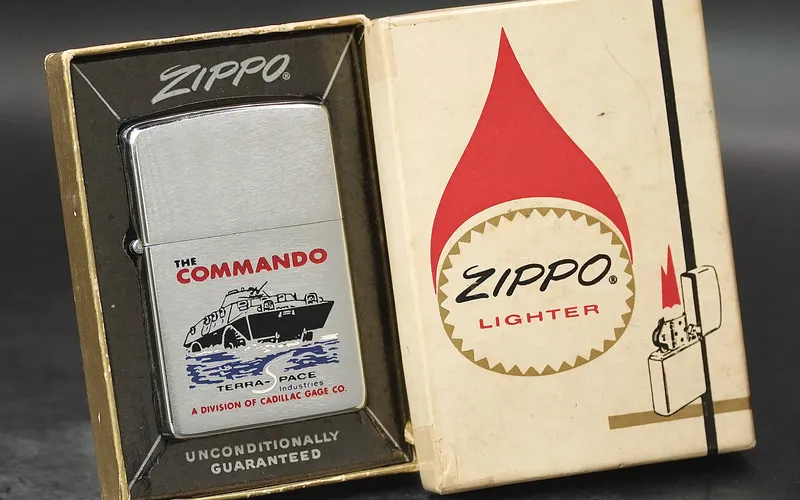 ZIPPO®
THE
COMMANDO
TERRA-SPACE
Industries
A DIVISION OF CADILLAC GAGE CO.
UNCONDITIONALLY
GUARANTEED
ZIPPO®
LIGHTER